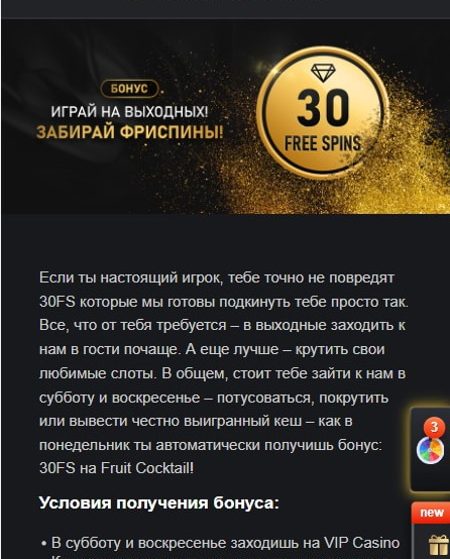 БОНУС
ИГРАЙ НА ВЫХОДНЫХ!
ЗАБИРАЙ ФРИСПИНЫ!
30
FREE SPINS
Если ты настоящий игрок, тебе точно не повредят
30FS которые мы готовы подкинуть тебе просто так.
Все, что от тебя требуется – в выходные заходить к
нам в гости почаще. А еще лучше – крутить свои
любимые слоты. В общем, стоит тебе зайти к нам в
субботу и воскресенье – потусоваться, покрутить
или вывести честно выигранный кеш – как в
понедельник ты автоматически получишь бонус:
30FS на Fruit Cocktail!
3
new
Условия получения бонуса:
• В субботу и воскресенье заходишь на VIP Casino